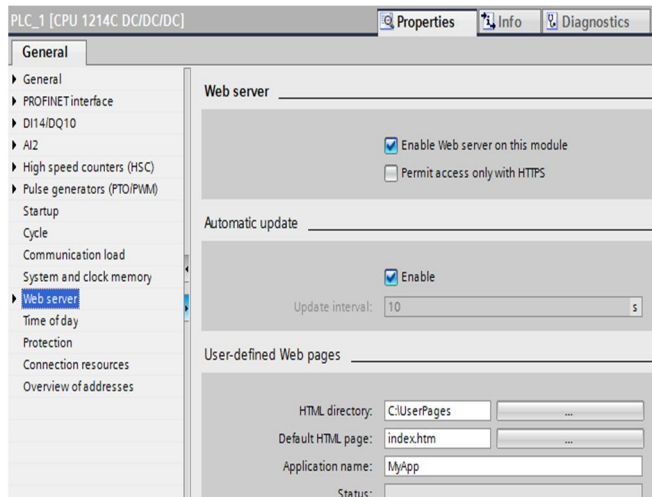 PLC_1 [CPU 1214C DC/DC/DC]
Properties
Info
Diagnostics
General
General
PROFINET interface
DI14/DQ10
AI2
High speed counters (HSC)
Pulse generators (PTO/PWM)
Startup
Cycle
Communication load
System and clock memory
Web server
Time of day
Protection
Connection resources
Overview of addresses
Web server
Enable Web server on this module
Permit access only with HTTPS
Automatic update
Enable
Update interval: 10 s
User-defined Web pages
HTML directory: C:\UserPages ...
Default HTML page: index.htm ...
Application name: MyApp
Status: